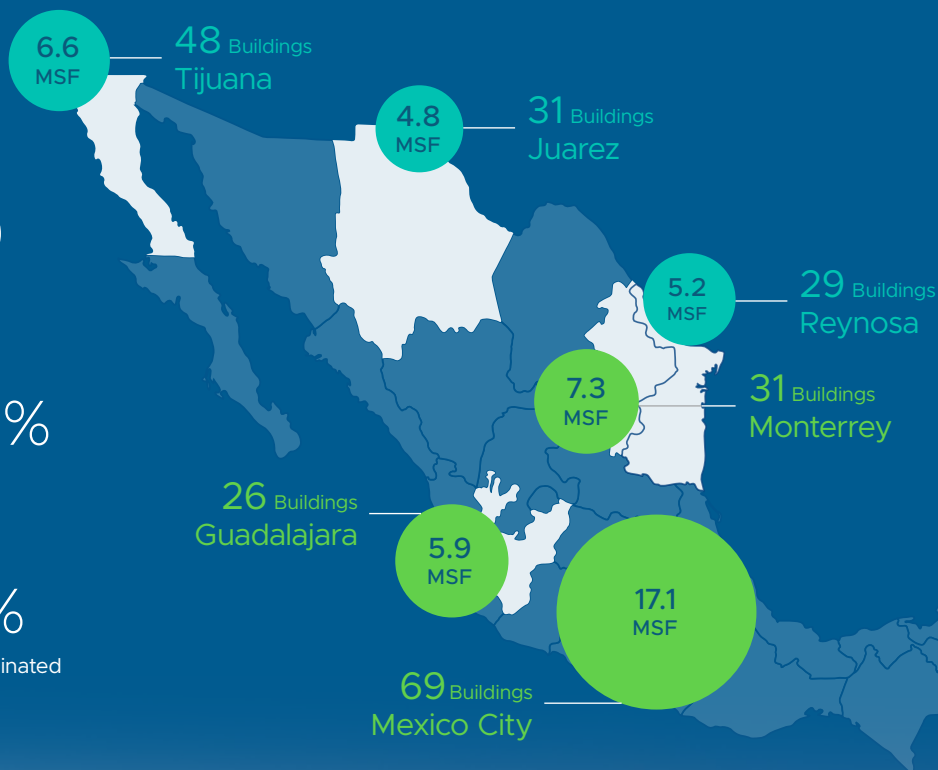 6.6
MSF
48 Buildings
Tijuana
4.8
MSF
31 Buildings
Juarez
5.2
MSF
29 Buildings
Reynosa
7.3
MSF
31 Buildings
Monterrey
%
26 Buildings
Guadalajara
5.9
MSF
17.1
MSF
%
inated
69 Buildings
Mexico City